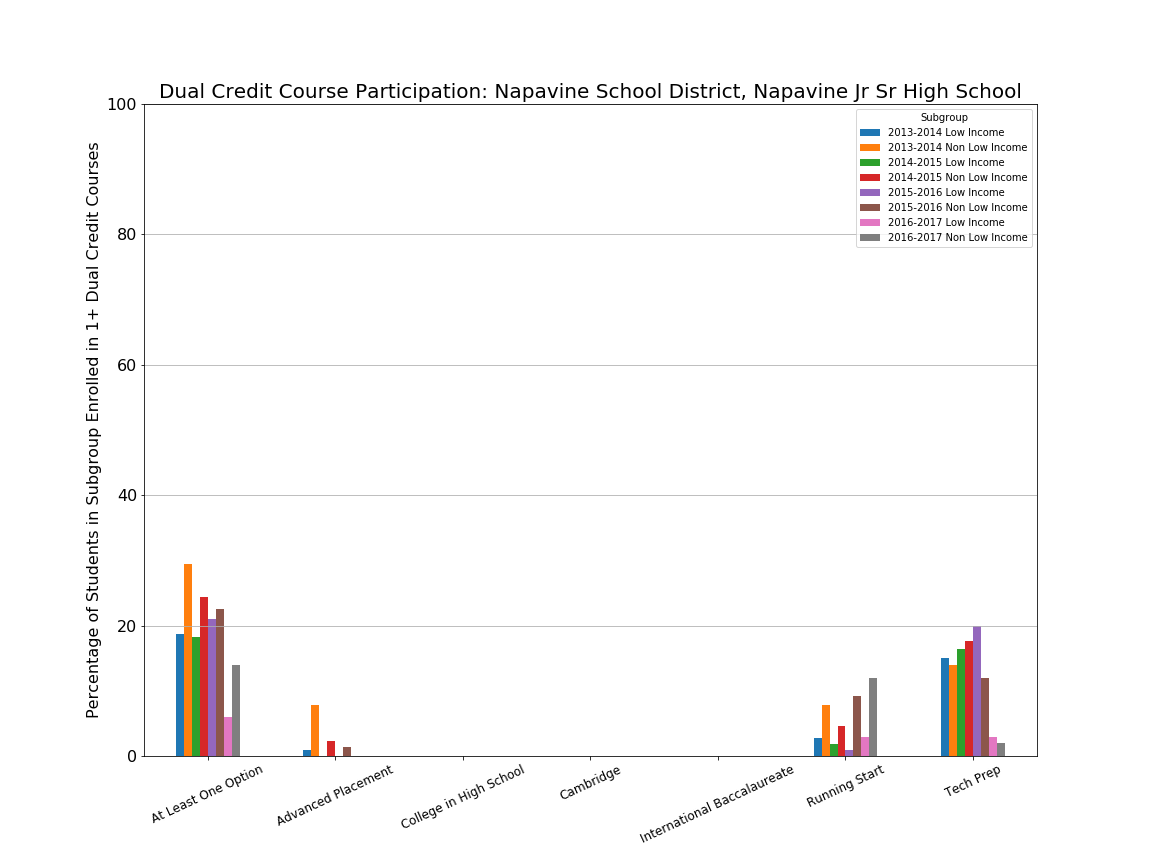 Dual Credit Course Participation: Napavine School District, Napavine Jr Sr High School
Percentage of Students in Subgroup Enrolled in 1+ Dual Credit Courses
100
80
60
40
20
0
Subgroup
2013-2014 Low Income
2013-2014 Non Low Income
2014-2015 Low Income
2014-2015 Non Low Income
2015-2016 Low Income
2015-2016 Non Low Income
2016-2017 Low Income
2016-2017 Non Low Income
At Least One Option
Advanced Placement
College in High School
Cambridge
International Baccalaureate
Running Start
Tech Prep